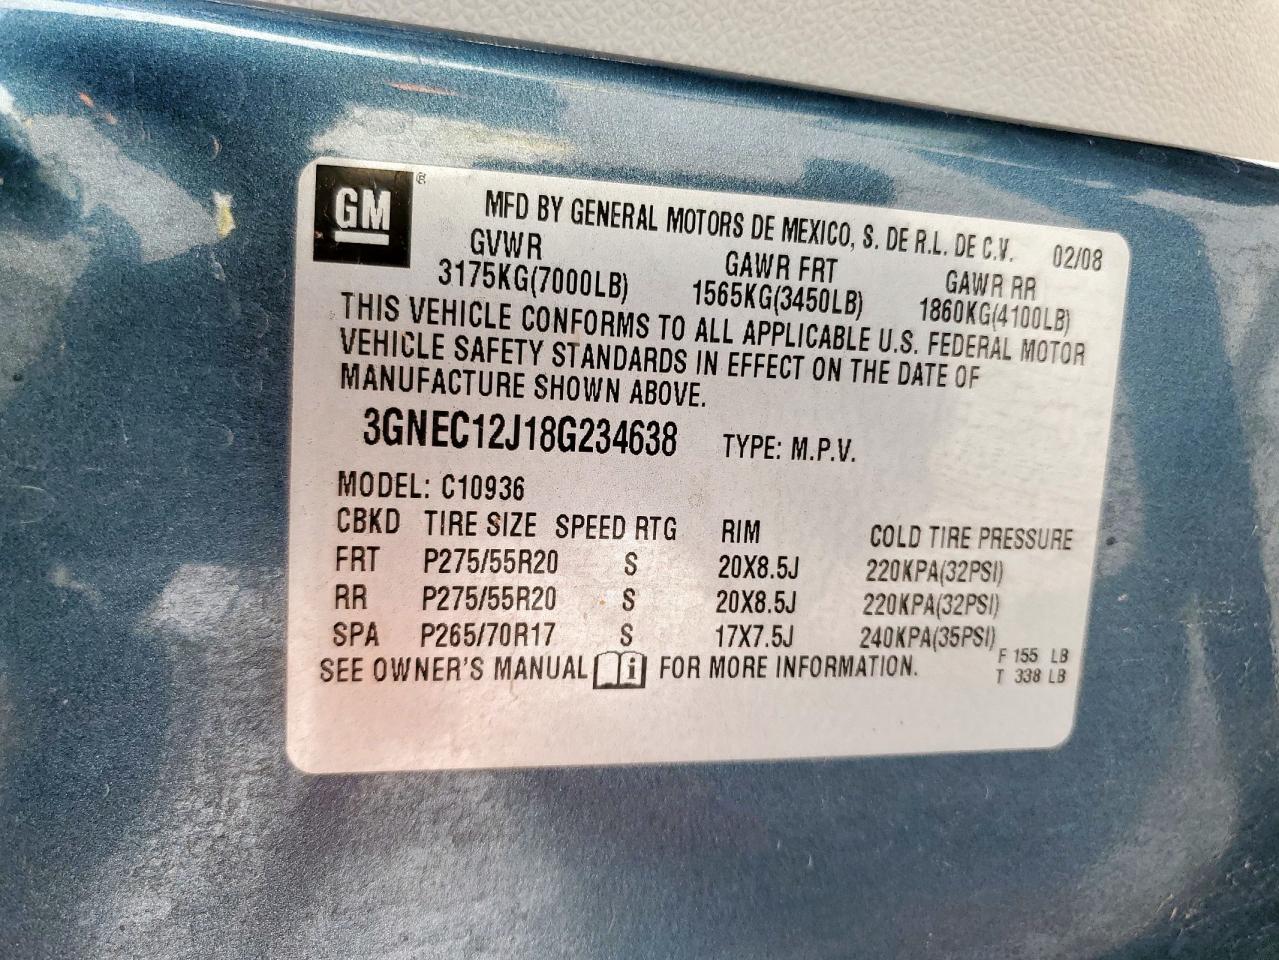 GM ®
MFD BY GENERAL MOTORS DE MEXICO, S. DE R.L. DE C.V. 02/08
GVWR GAWR FRT GAWR RR
3175KG(7000LB) 1565KG(3450LB) 1860KG(4100LB)
THIS VEHICLE CONFORMS TO ALL APPLICABLE U.S. FEDERAL MOTOR
VEHICLE SAFETY STANDARDS IN EFFECT ON THE DATE OF
MANUFACTURE SHOWN ABOVE.
3GNEC12J18G234638 TYPE: M.P.V.
MODEL: C10936
CBKD TIRE SIZE SPEED RTG RIM COLD TIRE PRESSURE
FRT P275/55R20 S 20X8.5J 220KPA(32PSI)
RR P275/55R20 S 20X8.5J 220KPA(32PSI)
SPA P265/70R17 S 17X7.5J 240KPA(35PSI)
SEE OWNER'S MANUAL i FOR MORE INFORMATION.
F 155 LB
T 338 LB